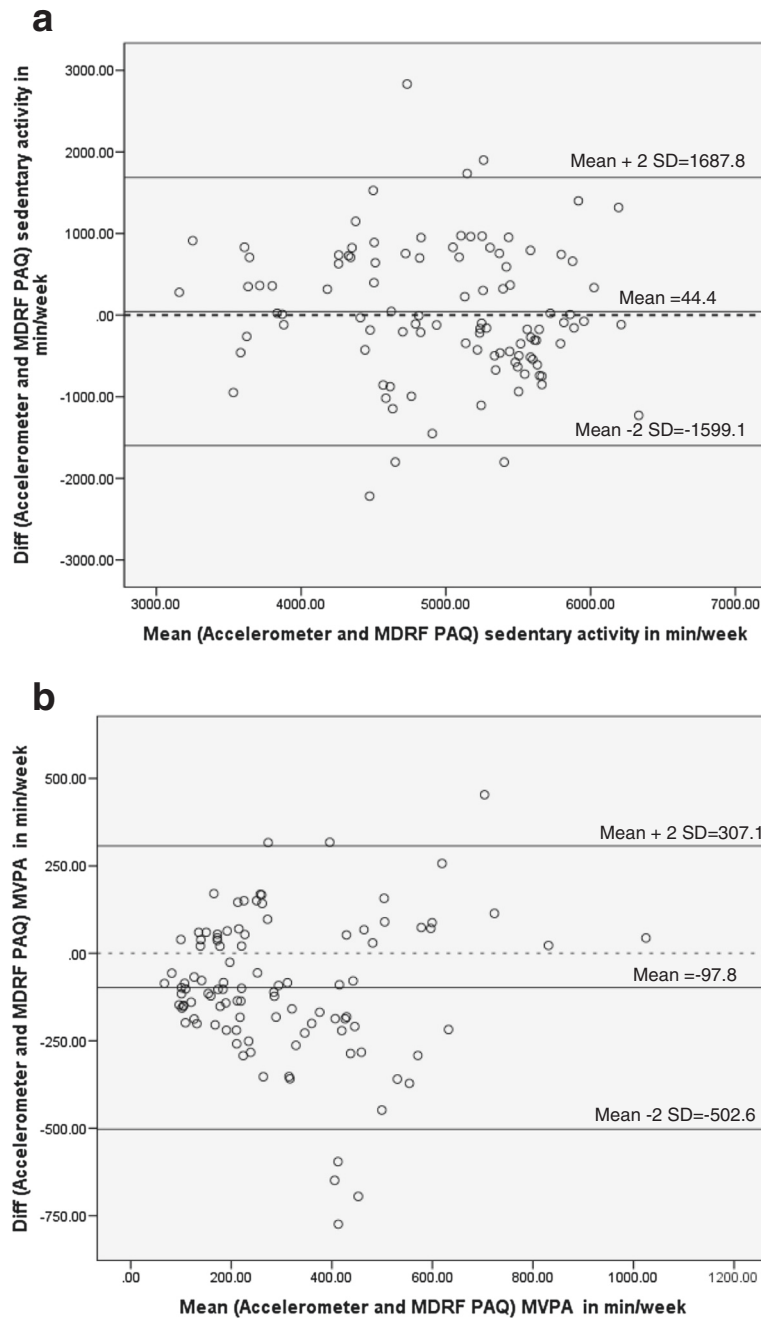 a
Diff (Accelerometer and MDRF PAQ) sedentary activity in
min/week
3000.00
2000.00
1000.00
.00
-1000.00
-2000.00
-3000.00
Mean + 2 SD=1687.8
Mean =44.4
Mean -2 SD=-1599.1
3000.00 4000.00 5000.00 6000.00 7000.00
Mean (Accelerometer and MDRF PAQ) sedentary activity in min/week
b
Diff (Accelerometer and MDRF PAQ) MVPA in min/week
500.00
250.00
.00
-250.00
-500.00
-750.00
Mean + 2 SD=307.1
Mean =-97.8
Mean -2 SD=-502.6
.00 200.00 400.00 600.00 800.00 1000.00 1200.00
Mean (Accelerometer and MDRF PAQ) MVPA in min/week